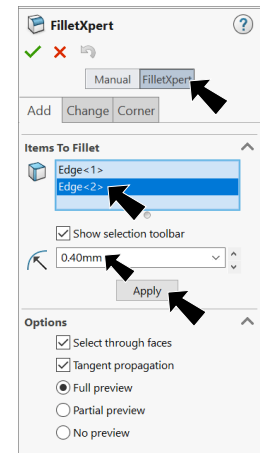 FilletXpert
?
Manual FilletXpert
Add Change Corner
Items To Fillet
Edge<1>
Edge<2>
Show selection toolbar
0.40mm
Apply
Options
Select through faces
Tangent propagation
Full preview
Partial preview
No preview